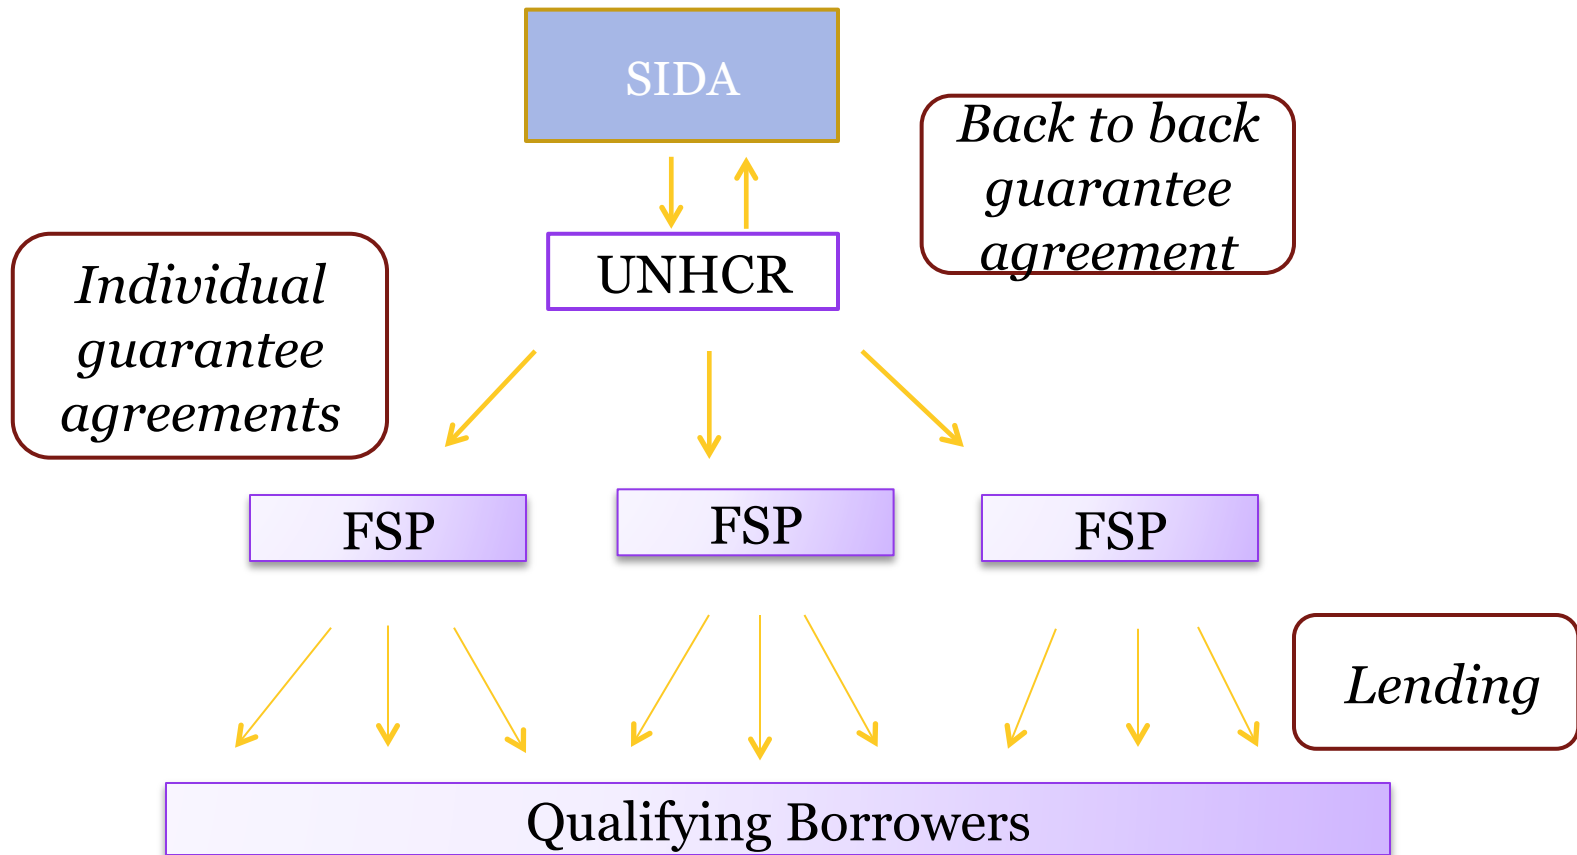 SIDA
Back to back
guarantee
agreement
UNHCR
Individual
guarantee
agreements
FSP
FSP
FSP
Lending
Qualifying Borrowers